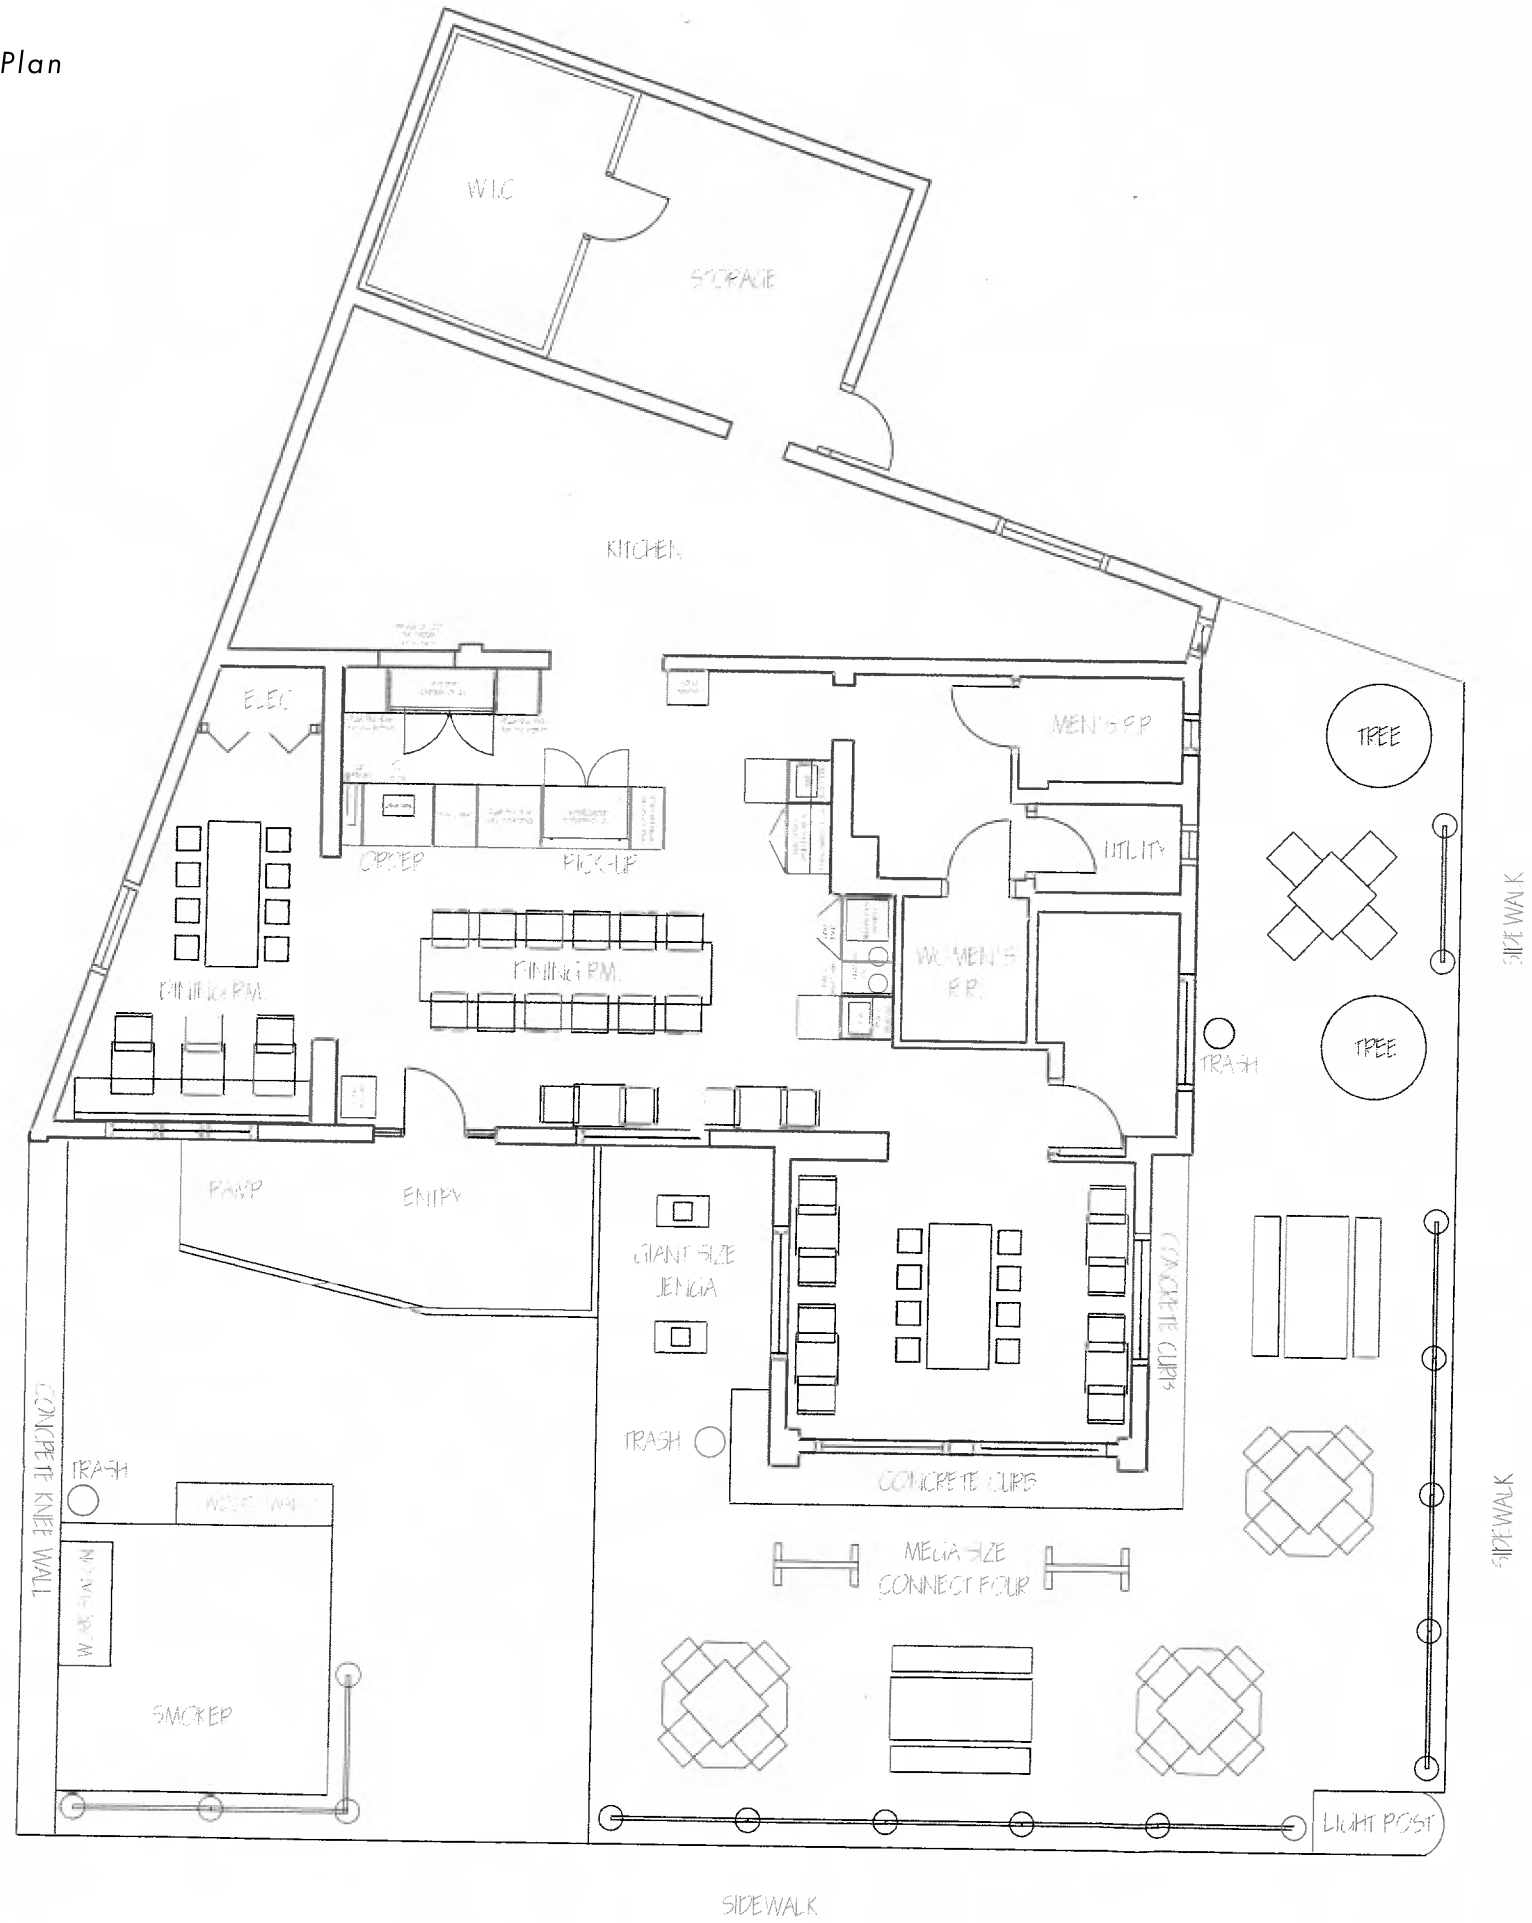 Plan
W.I.C
STORAGE
KITCHEN
ELEC
MEN'S R.R.
TREE
UTILITY
ORDER
PICK-UP
SIDEWALK
WOMEN'S
R.R.
DINING RM.
DINING RM.
TREE
TRASH
RAMP
ENTRY
GIANT SIZE
JENGA
CONCRETE CURB
CONCRETE KNEE WALL
TRASH
TRASH
CONCRETE CURB
SIDEWALK
MEGA SIZE
CONNECT FOUR
SMOKER
LIGHT POST
SIDEWALK